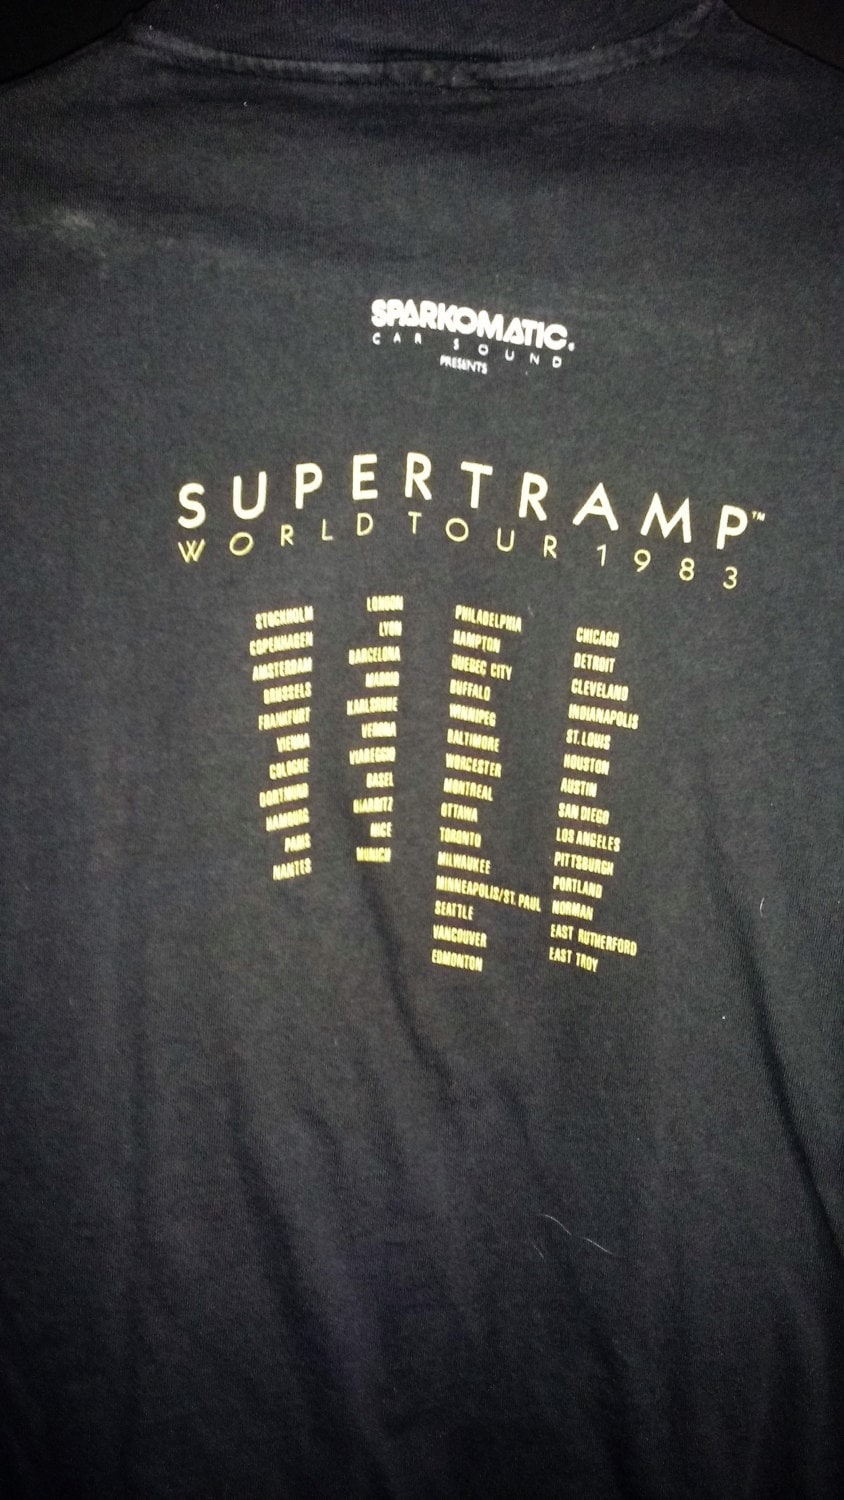 SPARKOMATIC.
CAR SOUND
PRESENTS
SUPERTRAMP™
WORLD TOUR 1983
STOCKHOLM
COPENHAGEN
AMSTERDAM
BRUSSELS
FRANKFURT
VIENNA
COLOGNE
DORTMUND
HAMBURG
PARIS
NANTES
LONDON
LYON
BARCELONA
MADRID
KARLSRUHE
VERONA
VIAREGGIO
BASEL
BIARRITZ
NICE
MUNICH
PHILADELPHIA
HAMPTON
QUEBEC CITY
BUFFALO
WINNIPEG
BALTIMORE
WORCESTER
MONTREAL
OTTAWA
TORONTO
MILWAUKEE
MINNEAPOLIS/ST. PAUL
SEATTLE
VANCOUVER
EDMONTON
CHICAGO
DETROIT
CLEVELAND
INDIANAPOLIS
ST. LOUIS
HOUSTON
AUSTIN
SAN DIEGO
LOS ANGELES
PITTSBURGH
PORTLAND
NORMAN
EAST RUTHERFORD
EAST TROY